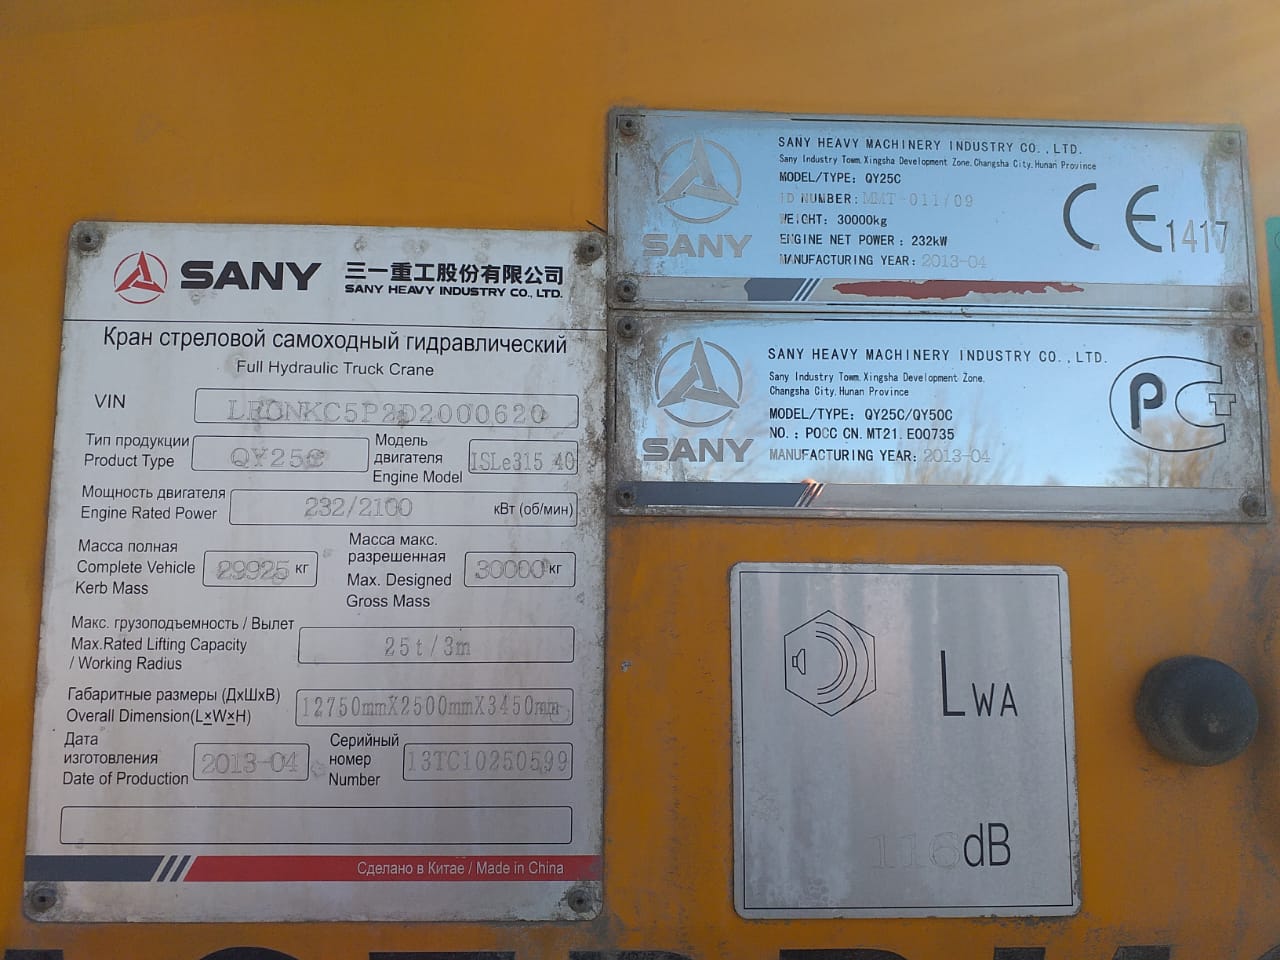 SANY 三一重工股份有限公司
SANY HEAVY INDUSTRY CO., LTD.
Кран стреловой самоходный гидравлический
Full Hydraulic Truck Crane
VIN LFCNKC5P2D2000620
Тип продукции
Product Type QY25C
Модель
двигателя
Engine Model ISLe315 40
Мощность двигателя
Engine Rated Power 232/2100 кВт (об/мин)
Масса полная
Complete Vehicle
Kerb Mass 29925 кг
Масса макс.
разрешенная
Max. Designed
Gross Mass 30000 кг
Макс. грузоподъемность / Вылет
Max.Rated Lifting Capacity
/ Working Radius 25t/3m
Габаритные размеры (ДхШхВ)
Overall Dimension(L×W×H) 12750mmX2500mmX3450mm
Дата
изготовления
Date of Production 2013-04
Серийный
номер
Number 13TC10250599
Сделано в Китае / Made in China
SANY
SANY HEAVY MACHINERY INDUSTRY CO.,LTD.
Sany Industry Town, Xingsha Development Zone, Changsha City, Hunan Province
MODEL/TYPE: QY25C
ID NUMBER: MMT-011/09
WEIGHT: 30000kg
ENGINE NET POWER: 232kW
MANUFACTURING YEAR: 2013-04
CE 1417
SANY
SANY HEAVY MACHINERY INDUSTRY CO.,LTD.
Sany Industry Town, Xingsha Development Zone,
Changsha City, Hunan Province
MODEL/TYPE: QY25C/QY50C
NO.: POCC CN.MT21.E00735
MANUFACTURING YEAR: 2013-04
PCT
LWA
116dB